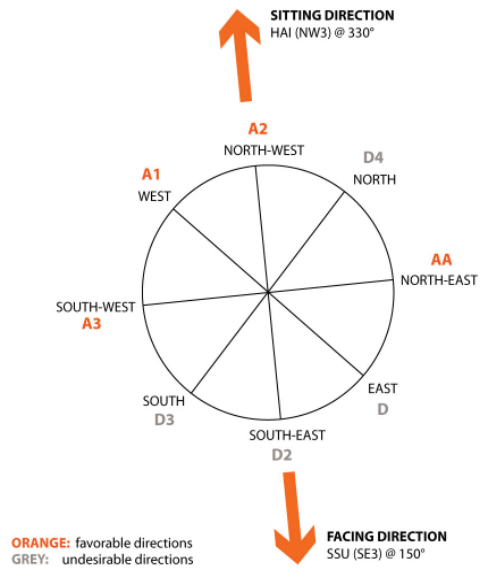 SITTING DIRECTION
HAI (NW3) @ 330°
A2
NORTH-WEST
D4
NORTH
A1
WEST
AA
NORTH-EAST
SOUTH-WEST
A3
EAST
D
SOUTH
D3
SOUTH-EAST
D2
FACING DIRECTION
SSU (SE3) @ 150°
ORANGE: favorable directions
GREY: undesirable directions